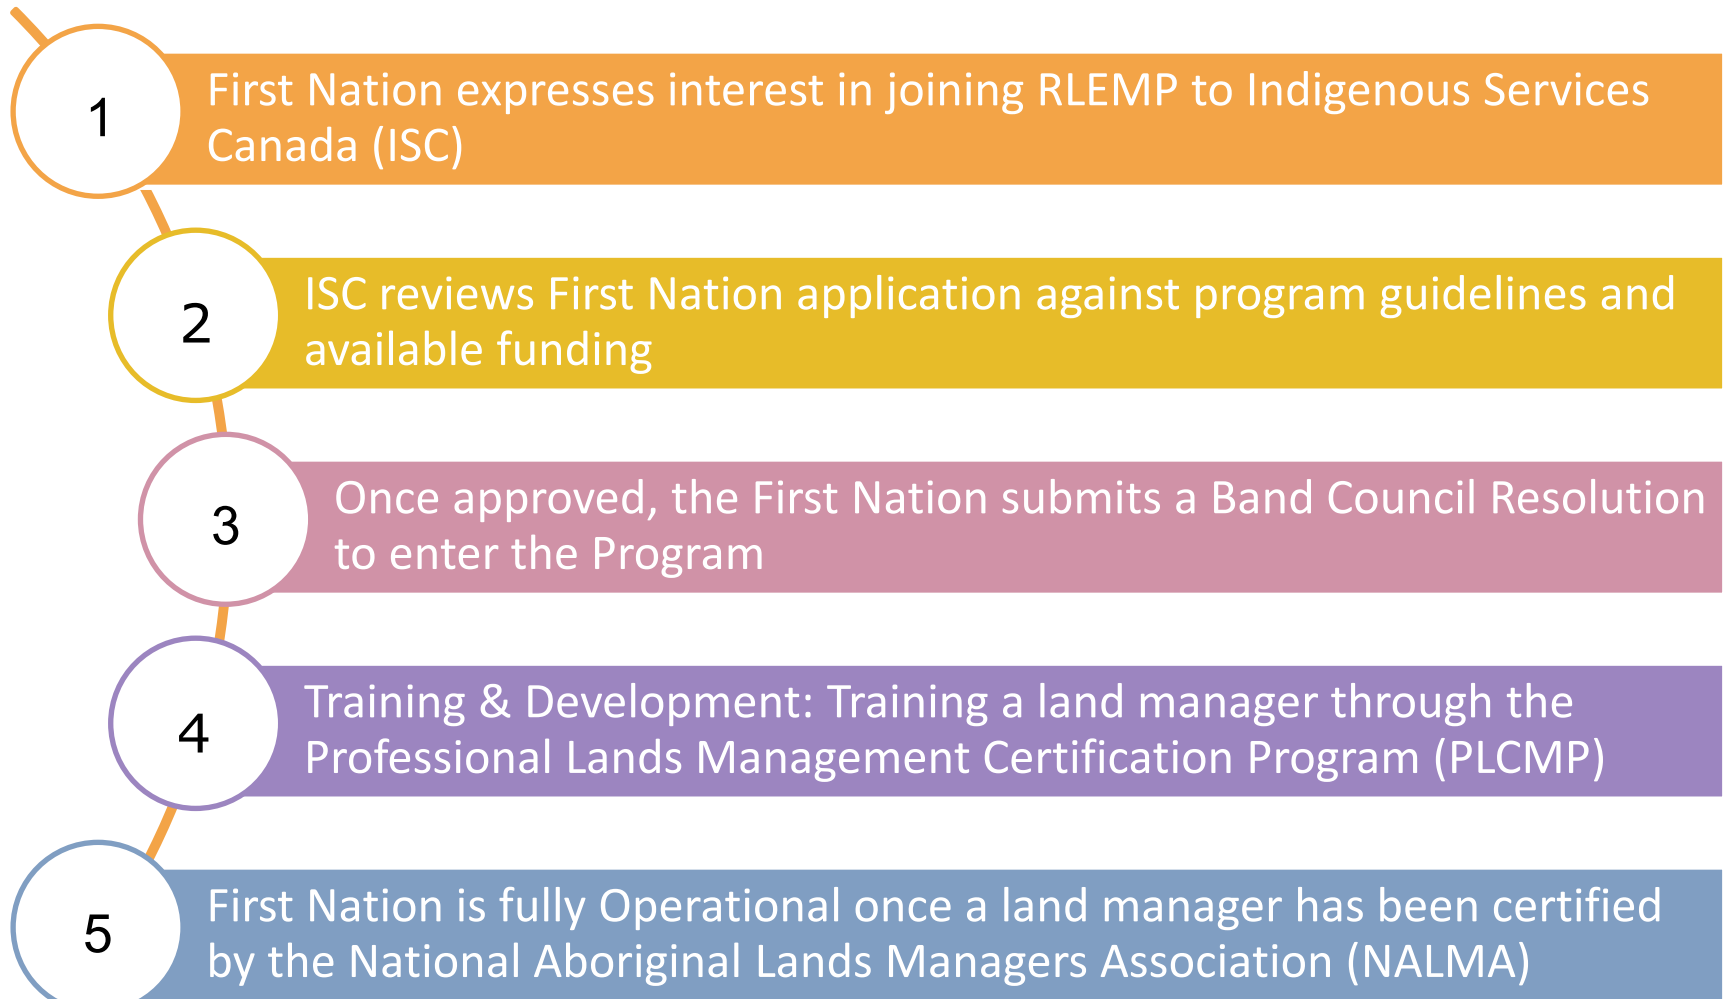 1
First Nation expresses interest in joining RLEMP to Indigenous Services
Canada (ISC)
2
ISC reviews First Nation application against program guidelines and
available funding
3
Once approved, the First Nation submits a Band Council Resolution
to enter the Program
4
Training & Development: Training a land manager through the
Professional Lands Management Certification Program (PLCMP)
5
First Nation is fully Operational once a land manager has been certified
by the National Aboriginal Lands Managers Association (NALMA)